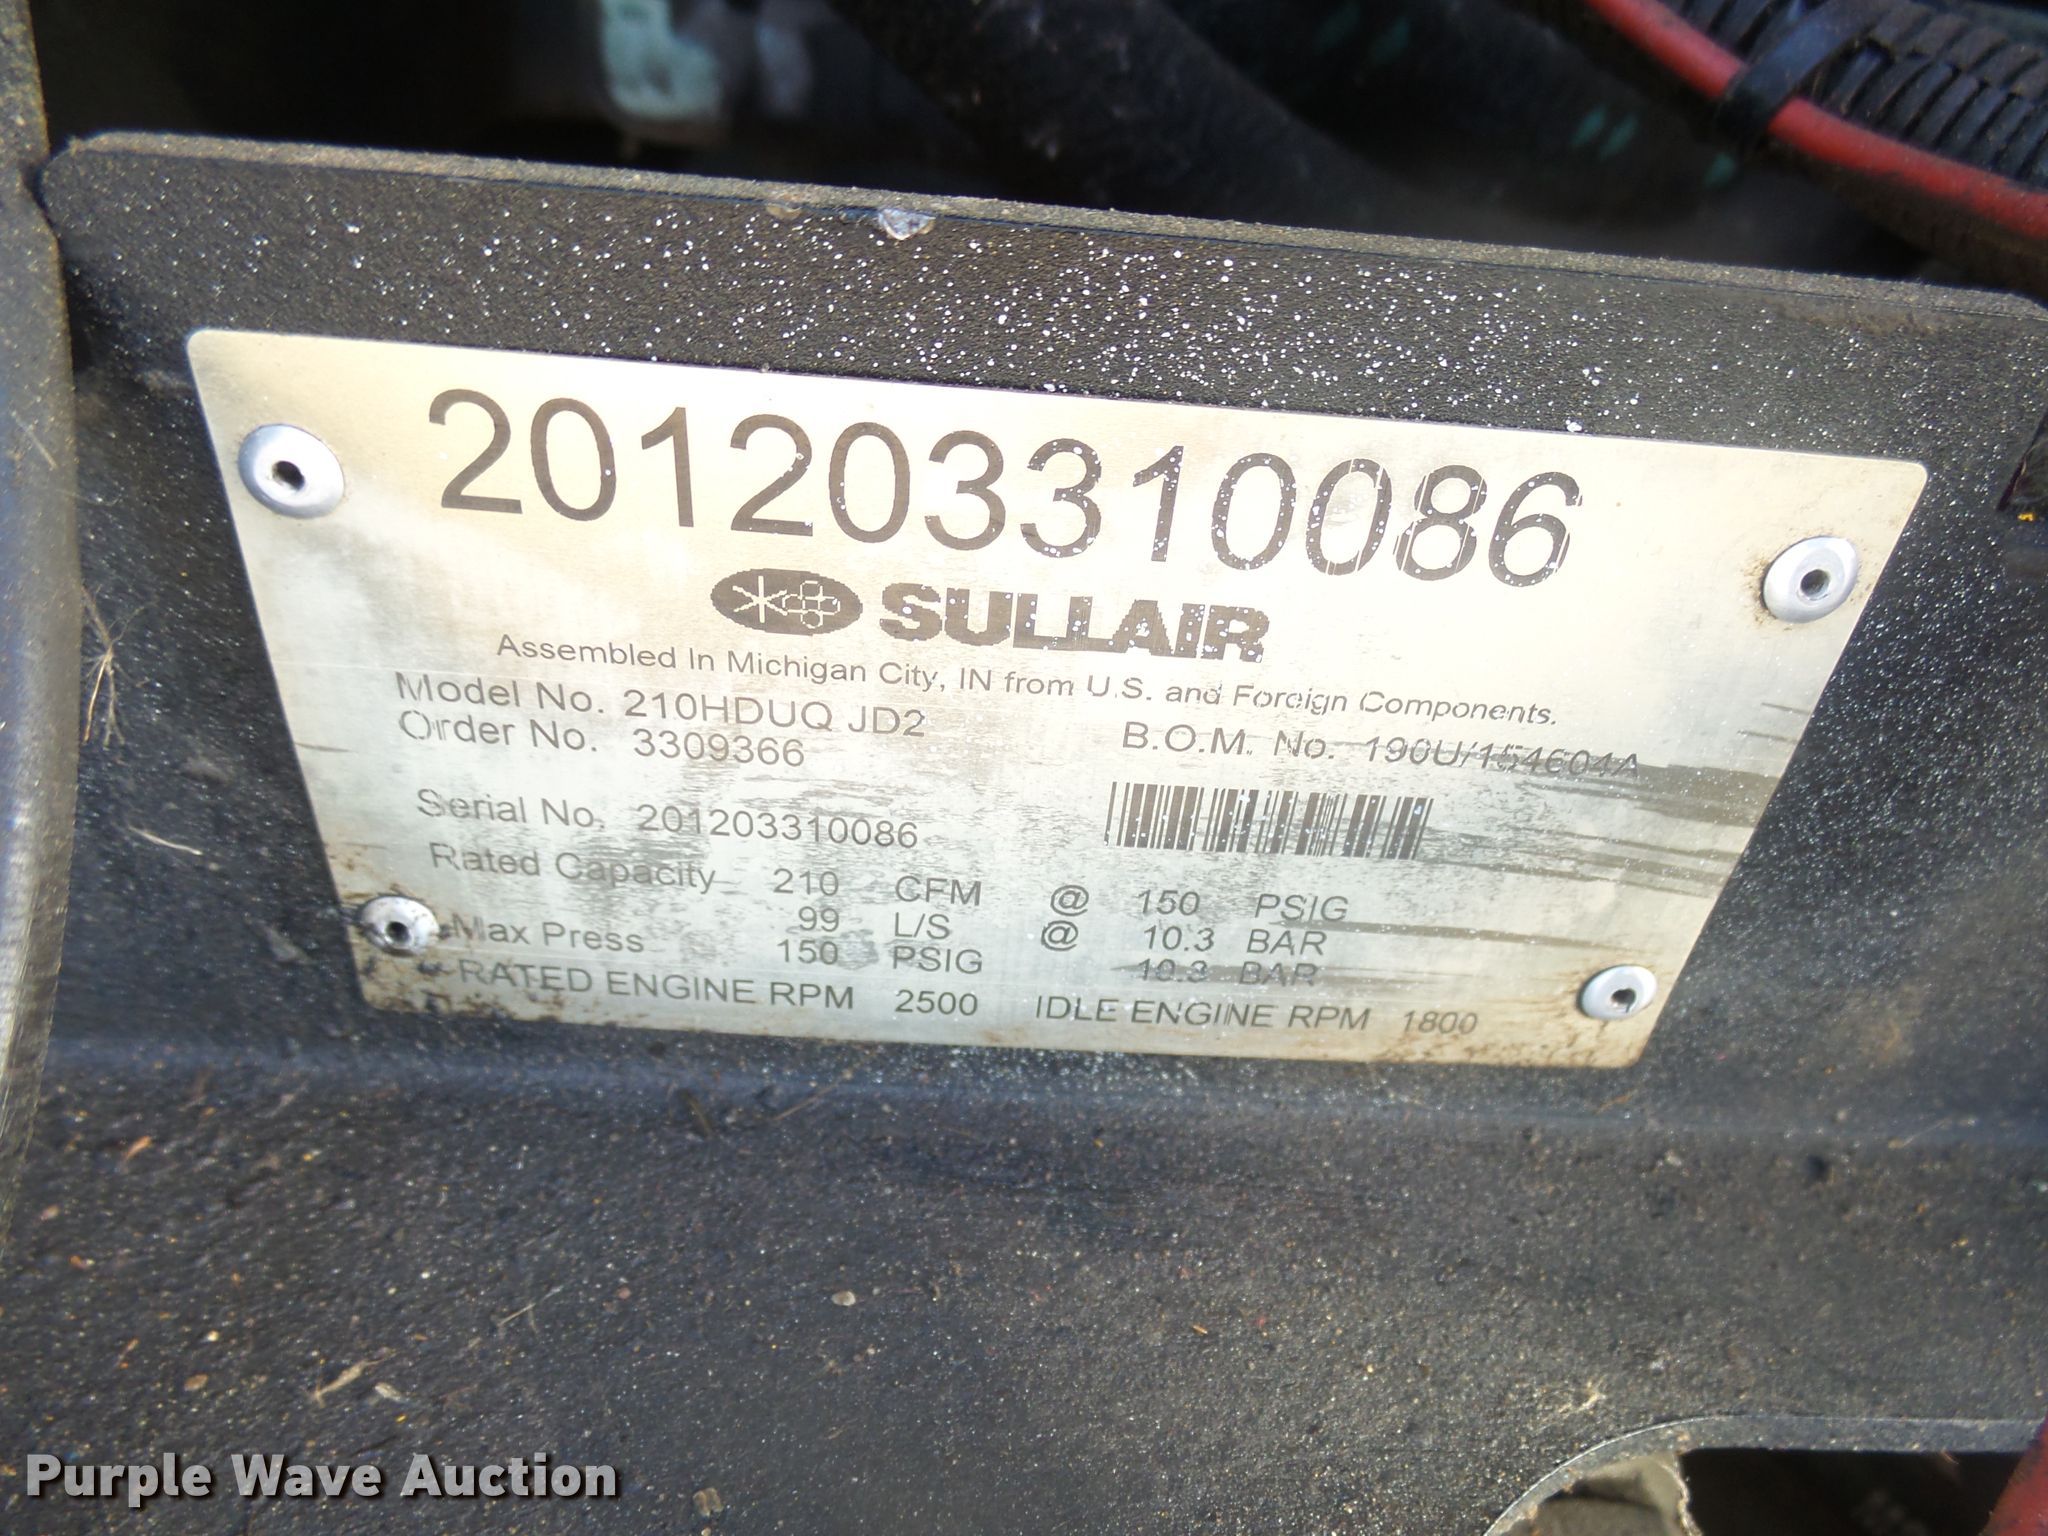 201203310086
SULLAIR
Assembled In Michigan City, IN from U.S. and Foreign Components.
Model No. 210HDUQ JD2
Order No. 3309366
B.O.M. No. 190U/154604A
Serial No. 201203310086
Rated Capacity 210 CFM @ 150 PSIG
99 L/S @ 10.3 BAR
Max Press 150 PSIG 10.3 BAR
RATED ENGINE RPM 2500 IDLE ENGINE RPM 1800
Purple Wave Auction